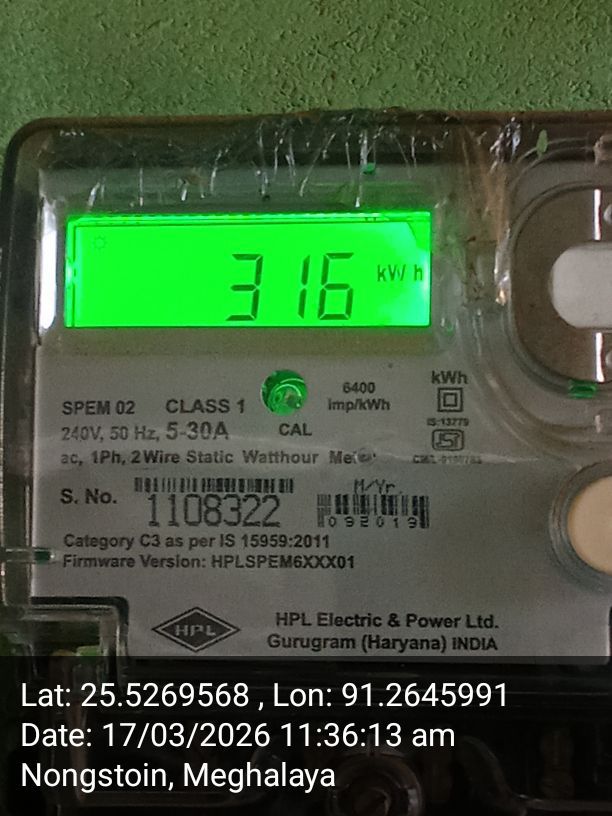 316 kWh
SPEM 02 CLASS 1
6400
imp/kWh
kWh
240V, 50 Hz, 5-30A
CAL
IS:13779
ac, 1Ph, 2Wire Static Watthour
S. No. 1108322
M/Yr.
092019
Category C3 as per IS 15959:2011
Firmware Version: HPLSPEM6XXX01
HPL
HPL Electric & Power Ltd.
Gurugram (Haryana) INDIA
Lat: 25.5269568 , Lon: 91.2645991
Date: 17/03/2026 11:36:13 am
Nongstoin, Meghalaya